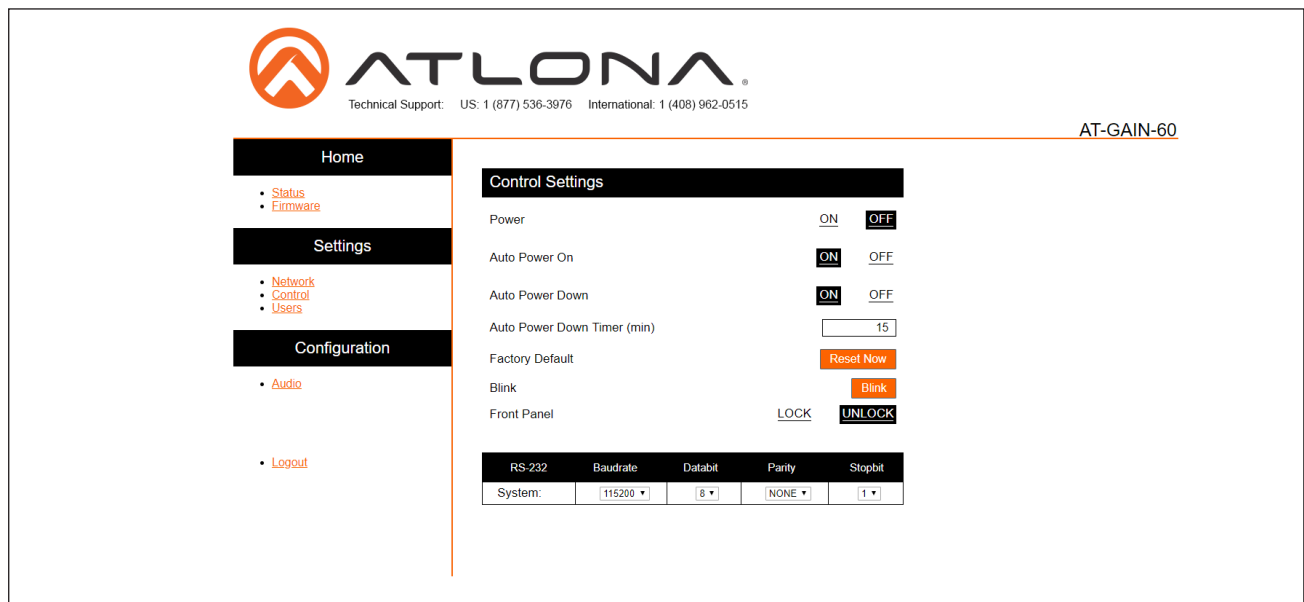 ATLONA®
Technical Support: US: 1 (877) 536-3976 International: 1 (408) 962-0515
AT-GAIN-60
Home
• Status
• Firmware
Settings
• Network
• Control
• Users
Configuration
• Audio
• Logout
Control Settings
Power ON OFF
Auto Power On ON OFF
Auto Power Down ON OFF
Auto Power Down Timer (min) 15
Factory Default Reset Now
Blink Blink
Front Panel LOCK UNLOCK
RS-232 Baudrate Databit Parity Stopbit
System: 115200 8 NONE 1